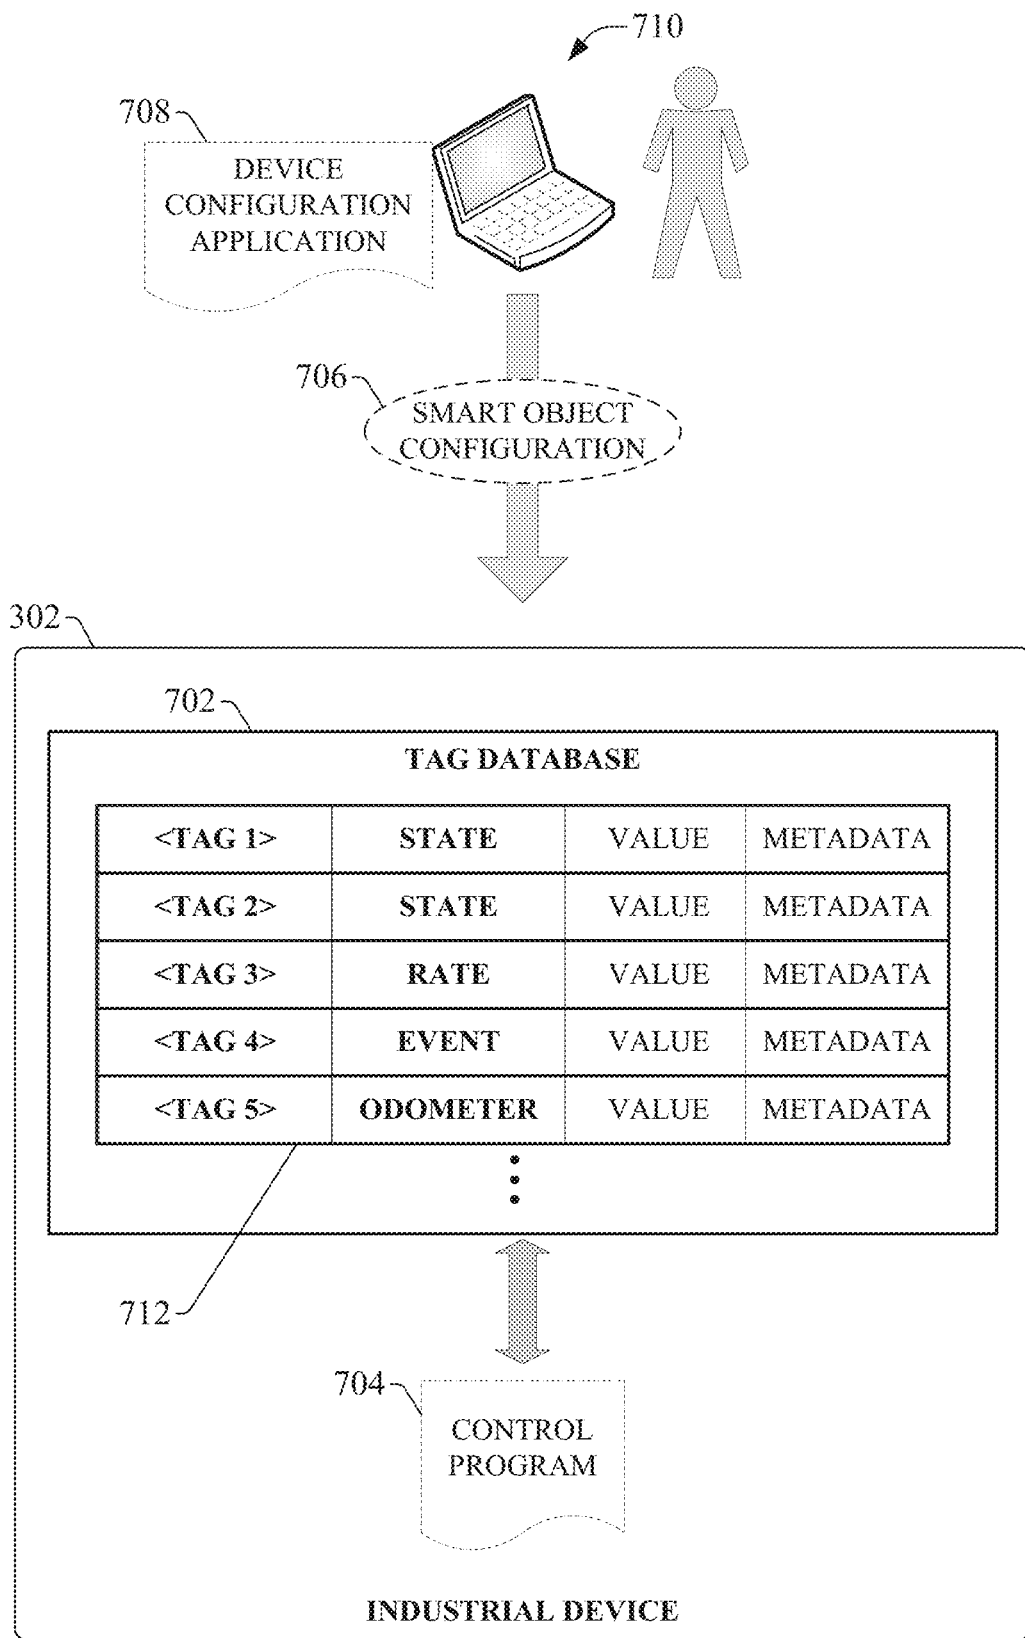 710
708
DEVICE
CONFIGURATION
APPLICATION
706
SMART OBJECT
CONFIGURATION
302
702
TAG DATABASE
<TAG 1> STATE VALUE METADATA
<TAG 2> STATE VALUE METADATA
<TAG 3> RATE VALUE METADATA
<TAG 4> EVENT VALUE METADATA
<TAG 5> ODOMETER VALUE METADATA
712
704
CONTROL
PROGRAM
INDUSTRIAL DEVICE